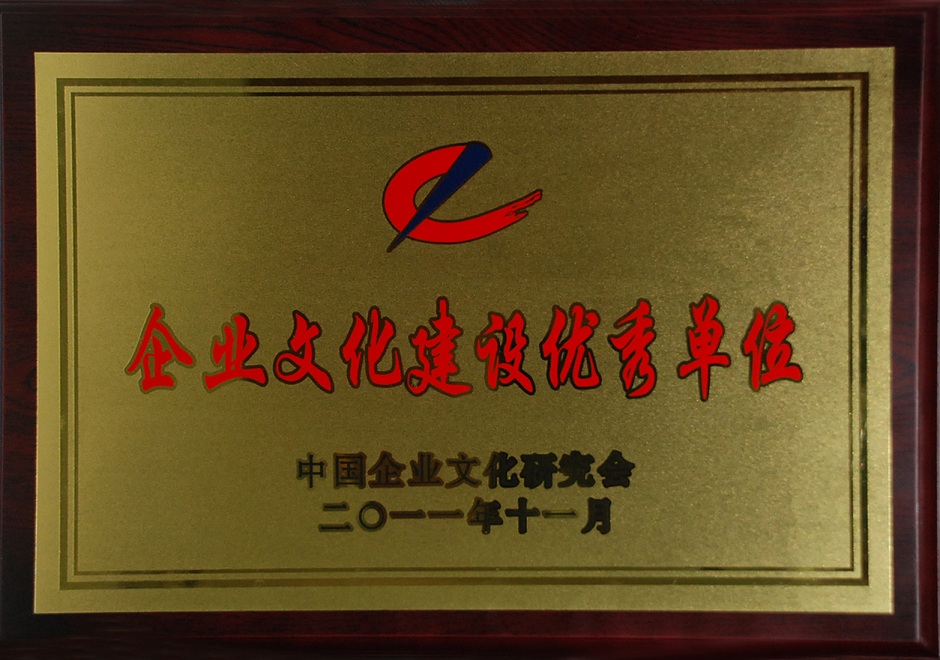 企业文化建设优秀单位
中国企业文化研究会
二〇一一年十一月